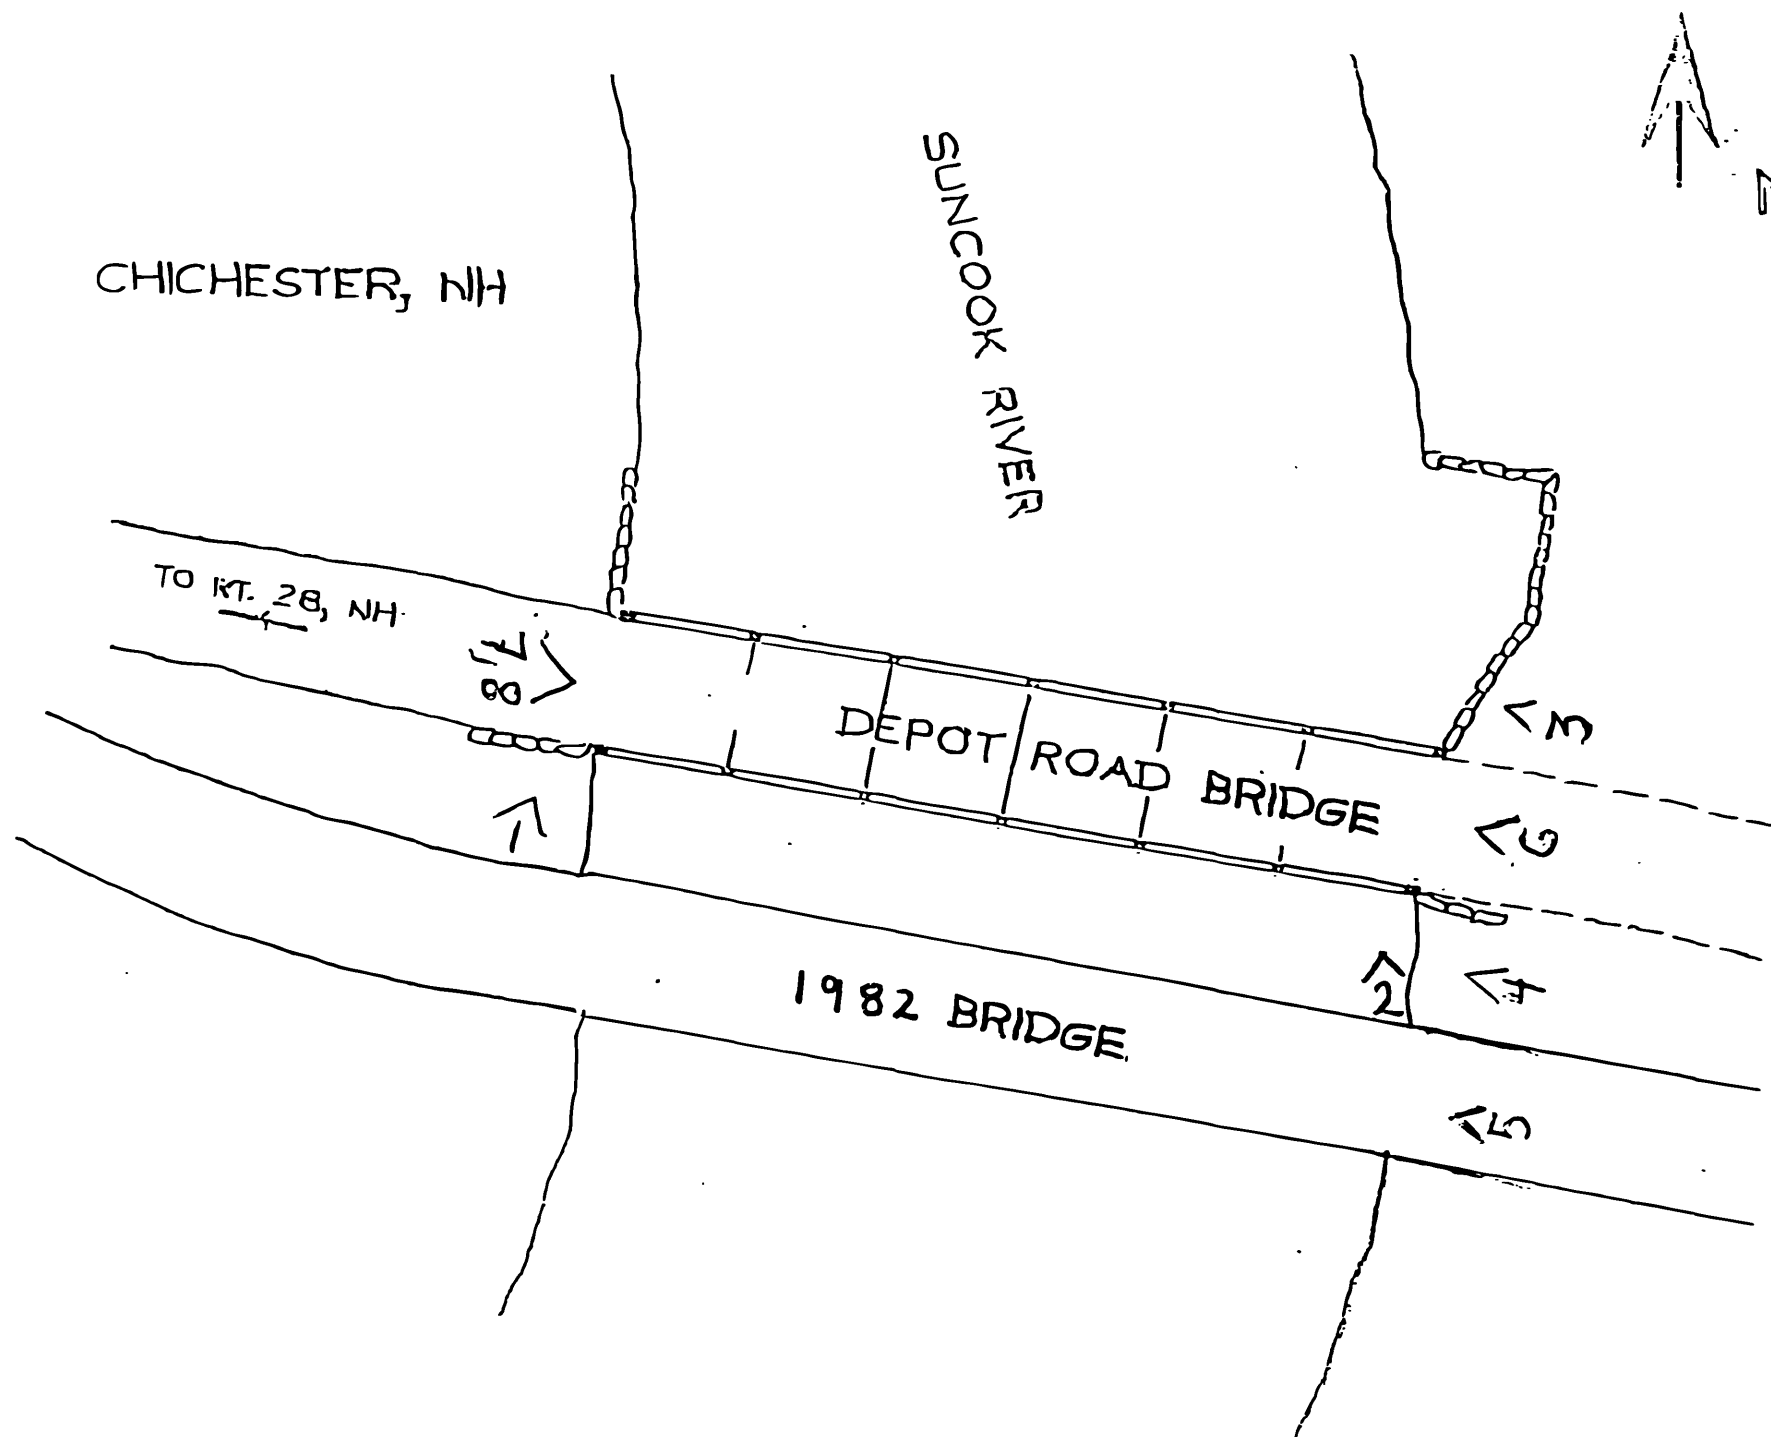 CHICHESTER, NH
SUNCOOK RIVER
TO RT. 28, NH
7, 8
DEPOT ROAD BRIDGE
3
6
1
2
4
1982 BRIDGE
5